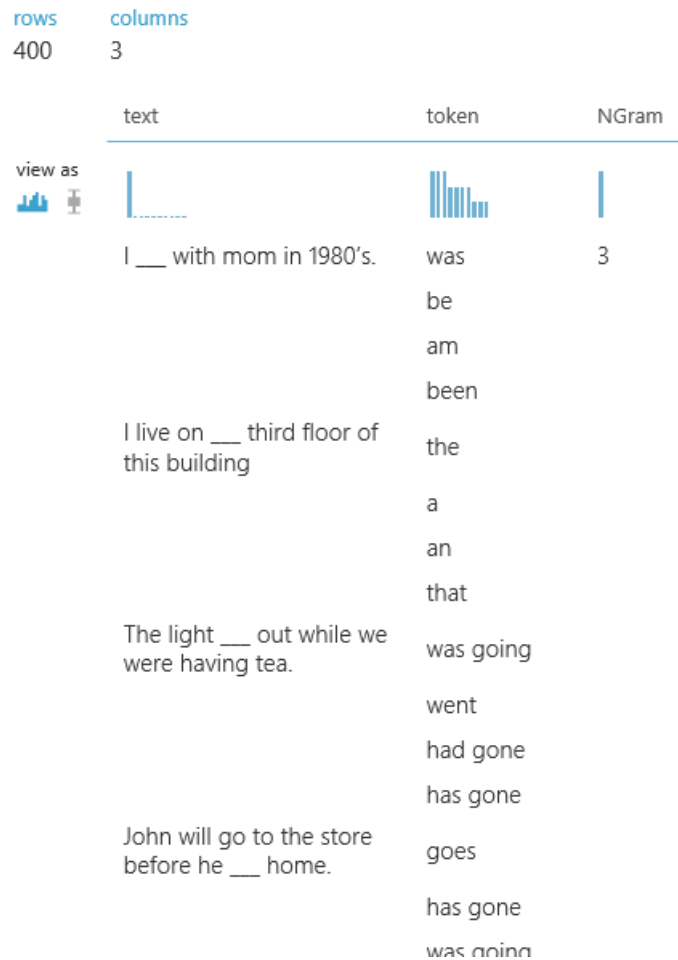 rows columns
400 3
text token NGram
view as
I ___ with mom in 1980’s. was 3
be
am
been
I live on ___ third floor of
this building
the
a
an
that
The light ___ out while we
were having tea.
was going
went
had gone
has gone
John will go to the store
before he ___ home.
goes
has gone
was going